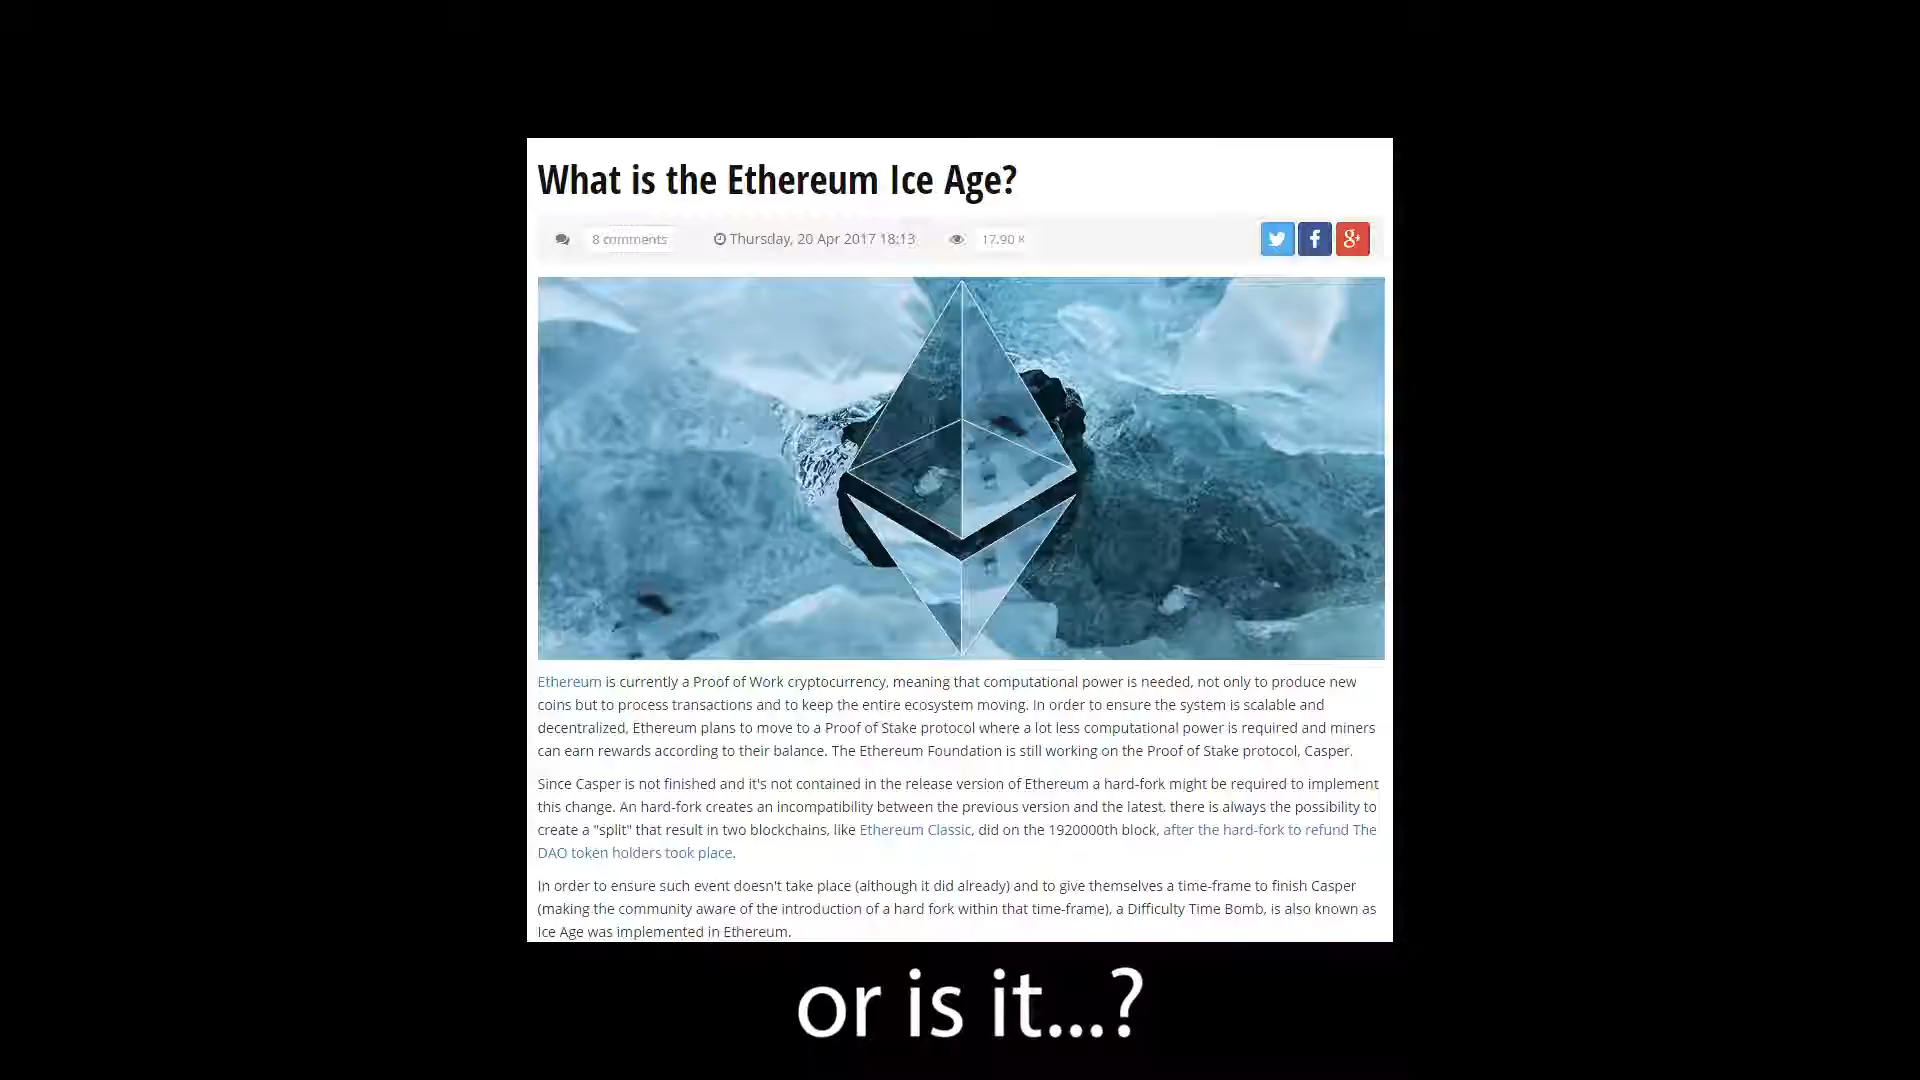 What is the Ethereum Ice Age?
8 comments Thursday, 20 Apr 2017 18:13 17.90 K
Ethereum is currently a Proof of Work cryptocurrency, meaning that computational power is needed, not only to produce new
coins but to process transactions and to keep the entire ecosystem moving. In order to ensure the system is scalable and
decentralized, Ethereum plans to move to a Proof of Stake protocol where a lot less computational power is required and miners
can earn rewards according to their balance. The Ethereum Foundation is still working on the Proof of Stake protocol, Casper.
Since Casper is not finished and it's not contained in the release version of Ethereum a hard-fork might be required to implement
this change. An hard-fork creates an incompatibility between the previous version and the latest. there is always the possibility to
create a "split" that result in two blockchains, like Ethereum Classic, did on the 1920000th block, after the hard-fork to refund The
DAO token holders took place.
In order to ensure such event doesn't take place (although it did already) and to give themselves a time-frame to finish Casper
(making the community aware of the introduction of a hard fork within that time-frame), a Difficulty Time Bomb, is also known as
Ice Age was implemented in Ethereum.
or is it...?